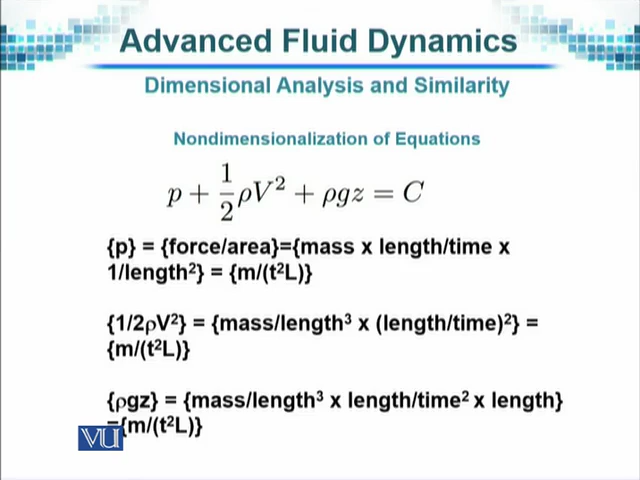 Advanced Fluid Dynamics
Dimensional Analysis and Similarity
Nondimensionalization of Equations
p + 1/2 ρV² + ρgz = C
{p} = {force/area}={mass x length/time x
1/length²} = {m/(t²L)}
{1/2ρV²} = {mass/length³ x (length/time)²} =
{m/(t²L)}
{ρgz} = {mass/length³ x length/time² x length}
={m/(t²L)}
VU